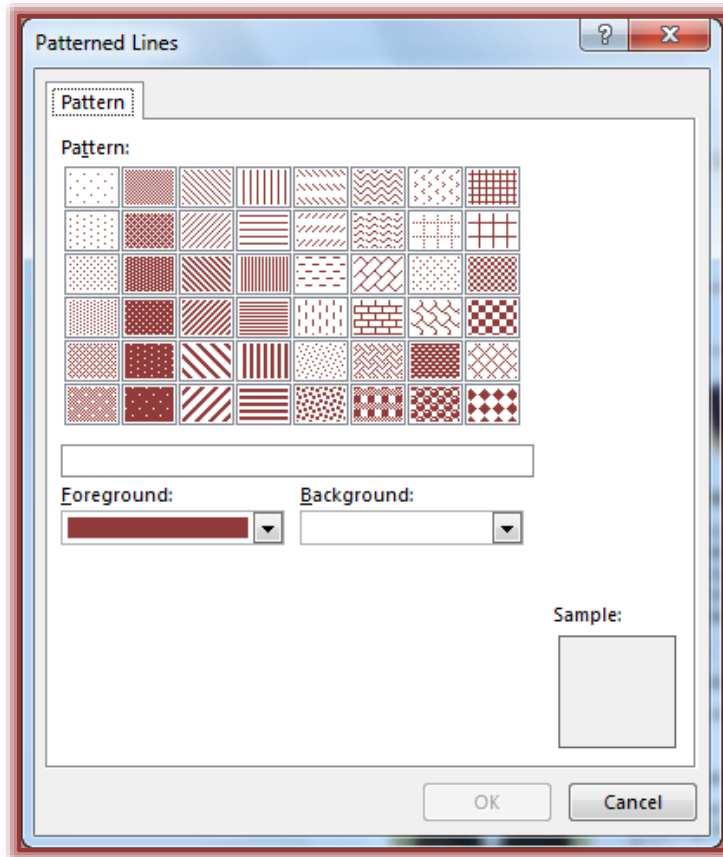 Patterned Lines
?
Pattern
Pattern:
Foreground:
Background:
Sample:
OK
Cancel